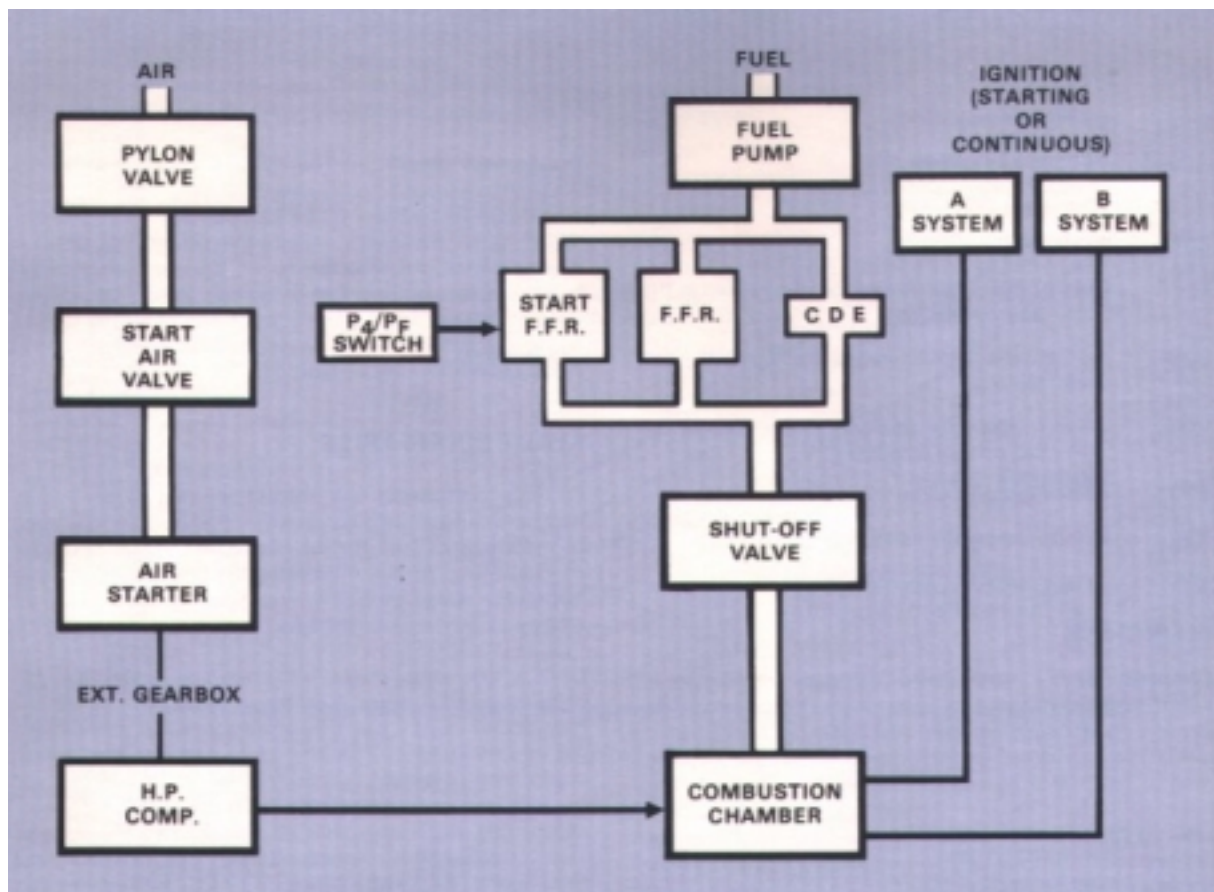 AIR
PYLON
VALVE
START
AIR
VALVE
AIR
STARTER
EXT. GEARBOX
H.P.
COMP.
P4/PF
SWITCH
FUEL
FUEL
PUMP
START
F.F.R.
F.F.R.
C D E
SHUT-OFF
VALVE
COMBUSTION
CHAMBER
IGNITION
(STARTING
OR
CONTINUOUS)
A
SYSTEM
B
SYSTEM